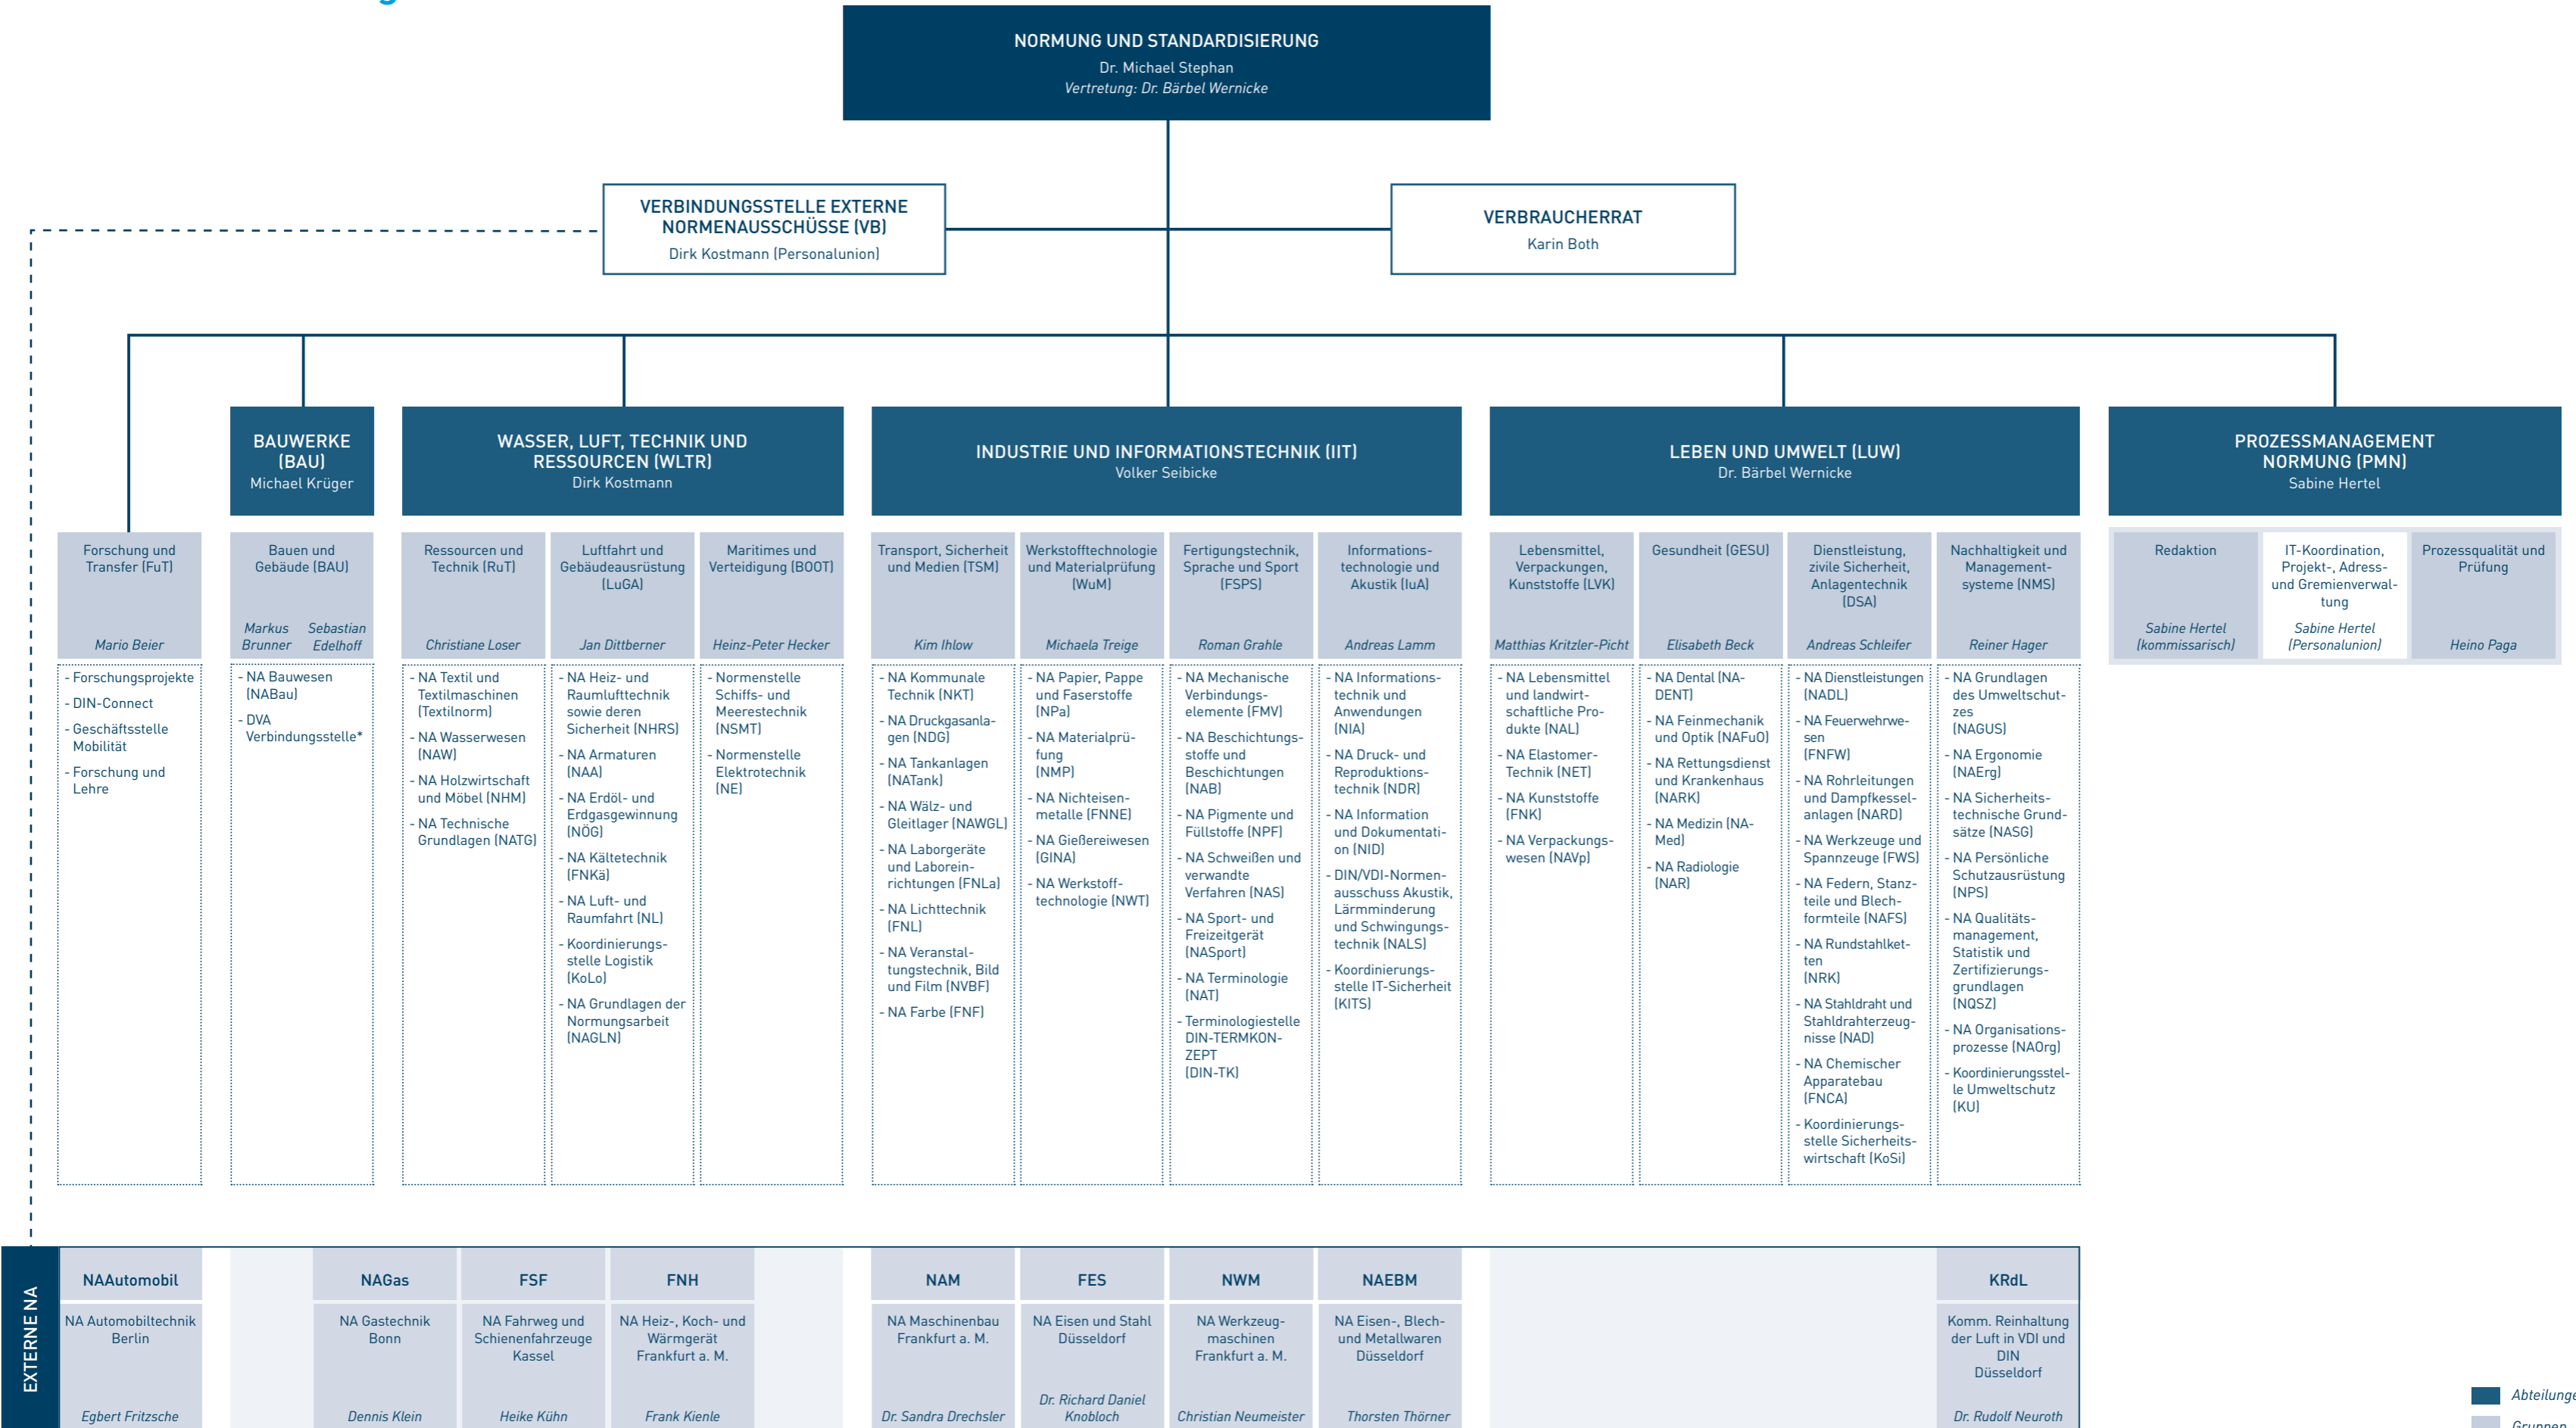 NORMUNG UND STANDARDISIERUNG
Dr. Michael Stephan
Vertretung: Dr. Bärbel Wernicke
VERBINDUNGSSTELLE EXTERNE
NORMENAUSSCHÜSSE (VB)
Dirk Kostmann (Personalunion)
VERBRAUCHERRAT
Karin Both
BAUWERKE
(BAU)
Michael Krüger
WASSER, LUFT, TECHNIK UND
RESSOURCEN (WLTR)
Dirk Kostmann
INDUSTRIE UND INFORMATIONSTECHNIK (IIT)
Volker Seibicke
LEBEN UND UMWELT (LUW)
Dr. Bärbel Wernicke
PROZESSMANAGEMENT
NORMUNG (PMN)
Sabine Hertel
Forschung und
Transfer (FuT)
Mario Beier
- Forschungsprojekte
- DIN-Connect
- Geschäftsstelle
Mobilität
- Forschung und
Lehre
Bauen und
Gebäude (BAU)
Markus
Brunner
Sebastian
Edelhoff
- NA Bauwesen
(NABau)
- DVA
Verbindungsstelle*
Ressourcen und
Technik (RuT)
Christiane Loser
- NA Textil und
Textilmaschinen
(Textilnorm)
- NA Wasserwesen
(NAW)
- NA Holzwirtschaft
und Möbel (NHM)
- NA Technische
Grundlagen (NATG)
Luftfahrt und
Gebäudeausrüstung
(LuGA)
Jan Dittberner
- NA Heiz- und
Raumlufttechnik
sowie deren
Sicherheit (NHRS)
- NA Armaturen
(NAA)
- NA Erdöl- und
Erdgasgewinnung
(NÖG)
- NA Kältetechnik
(FNKä)
- NA Luft- und
Raumfahrt (NL)
- Koordinierungs-
stelle Logistik
(KoLo)
- NA Grundlagen der
Normungsarbeit
(NAGLN)
Maritimes und
Verteidigung (BOOT)
Heinz-Peter Hecker
- Normenstelle
Schiffs- und
Meerestechnik
(NSMT)
- Normenstelle
Elektrotechnik
(NE)
Transport, Sicherheit
und Medien (TSM)
Kim Ihlow
- NA Kommunale
Technik (NKT)
- NA Druckgasanla-
gen (NDG)
- NA Tankanlagen
(NATank)
- NA Wälz- und
Gleitlager (NAWGL)
- NA Laborgeräte
und Laborein-
richtungen (FNLa)
- NA Lichttechnik
(FNL)
- NA Veranstal-
tungstechnik, Bild
und Film (NVBF)
- NA Farbe (FNF)
Werkstofftechnologie
und Materialprüfung
(WuM)
Michaela Treige
- NA Papier, Pappe
und Faserstoffe
(NPa)
- NA Materialprü-
fung
(NMP)
- NA Nichteisen-
metalle (FNNE)
- NA Gießereiwesen
(GINA)
- NA Werkstoff-
technologie (NWT)
Fertigungstechnik,
Sprache und Sport
(FSPS)
Roman Grahle
- NA Mechanische
Verbindungs-
elemente (FMV)
- NA Beschichtungs-
stoffe und
Beschichtungen
(NAB)
- NA Pigmente und
Füllstoffe (NPF)
- NA Schweißen und
verwandte
Verfahren (NAS)
- NA Sport- und
Freizeitgerät
(NASport)
- NA Terminologie
(NAT)
- Terminologiestelle
DIN-TERMKON-
ZEPT
(DIN-TK)
Informations-
technologie und
Akustik (IuA)
Andreas Lamm
- NA Informations-
technik und
Anwendungen
(NIA)
- NA Druck- und
Reproduktions-
technik (NDR)
- NA Information
und Dokumentati-
on (NID)
- DIN/VDI-Normen-
ausschuss Akustik,
Lärmminderung
und Schwingungs-
technik (NALS)
- Koordinierungs-
stelle IT-Sicherheit
(KITS)
Lebensmittel,
Verpackungen,
Kunststoffe (LVK)
Matthias Kritzler-Picht
- NA Lebensmittel
und landwirt-
schaftliche Pro-
dukte (NAL)
- NA Elastomer-
Technik (NET)
- NA Kunststoffe
(FNK)
- NA Verpackungs-
wesen (NAVp)
Gesundheit (GESU)
Elisabeth Beck
- NA Dental (NA-
DENT)
- NA Feinmechanik
und Optik (NAFuO)
- NA Rettungsdienst
und Krankenhaus
(NARK)
- NA Medizin (NA-
Med)
- NA Radiologie
(NAR)
Dienstleistung,
zivile Sicherheit,
Anlagentechnik
(DSA)
Andreas Schleifer
- NA Dienstleistungen
(NADL)
- NA Feuerwehrwe-
sen
(FNFW)
- NA Rohrleitungen
und Dampfkessel-
anlagen (NARD)
- NA Werkzeuge und
Spannzeuge (FWS)
- NA Federn, Stanz-
teile und Blech-
formteile (NAFS)
- NA Rundstahlket-
ten
(NRK)
- NA Stahldraht und
Stahldrahterzeug-
nisse (NAD)
- NA Chemischer
Apparatebau
(FNCA)
- Koordinierungs-
stelle Sicherheits-
wirtschaft (KoSi)
Nachhaltigkeit und
Management-
systeme (NMS)
Reiner Hager
- NA Grundlagen
des Umweltschut-
zes
(NAGUS)
- NA Ergonomie
(NAErg)
- NA Sicherheits-
technische Grund-
sätze (NASG)
- NA Persönliche
Schutzausrüstung
(NPS)
- NA Qualitäts-
management,
Statistik und
Zertifizierungs-
grundlagen
(NQSZ)
- NA Organisations-
prozesse (NAOrg)
- Koordinierungsstel-
le Umweltschutz
(KU)
Redaktion
Sabine Hertel
(kommissarisch)
IT-Koordination,
Projekt-, Adress-
und Gremienverwal-
tung
Sabine Hertel
(Personalunion)
Prozessqualität und
Prüfung
Heino Paga
EXTERNE NA
NAAutomobil
NA Automobiltechnik
Berlin
Egbert Fritzsche
NAGas
NA Gastechnik
Bonn
Dennis Klein
FSF
NA Fahrweg und
Schienenfahrzeuge
Kassel
Heike Kühn
FNH
NA Heiz-, Koch- und
Wärmgerät
Frankfurt a. M.
Frank Kienle
NAM
NA Maschinenbau
Frankfurt a. M.
Dr. Sandra Drechsler
FES
NA Eisen und Stahl
Düsseldorf
Dr. Richard Daniel
Knobloch
NWM
NA Werkzeug-
maschinen
Frankfurt a. M.
Christian Neumeister
NAEBM
NA Eisen-, Blech-
und Metallwaren
Düsseldorf
Thorsten Thörner
KRdL
Komm. Reinhaltung
der Luft in VDI und
DIN
Düsseldorf
Dr. Rudolf Neuroth
Abteilunge
Gruppen